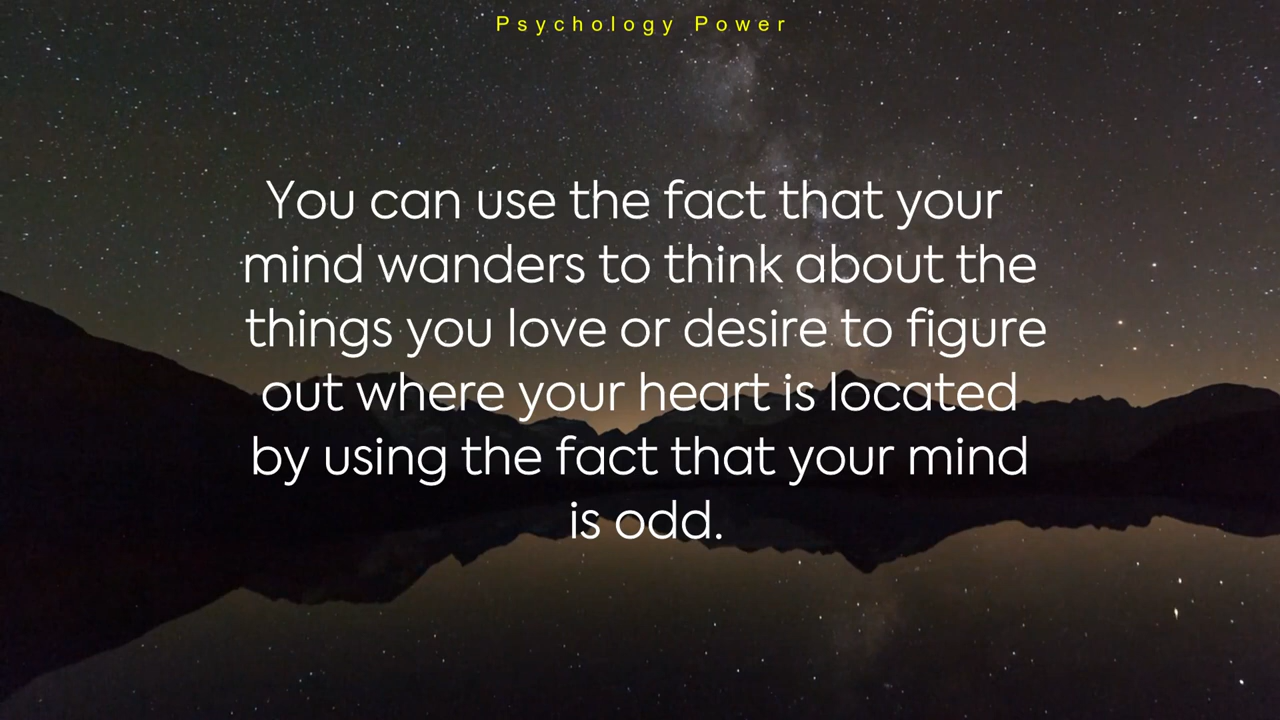 Psychology Power
You can use the fact that your
mind wanders to think about the
things you love or desire to figure
out where your heart is located
by using the fact that your mind
is odd.